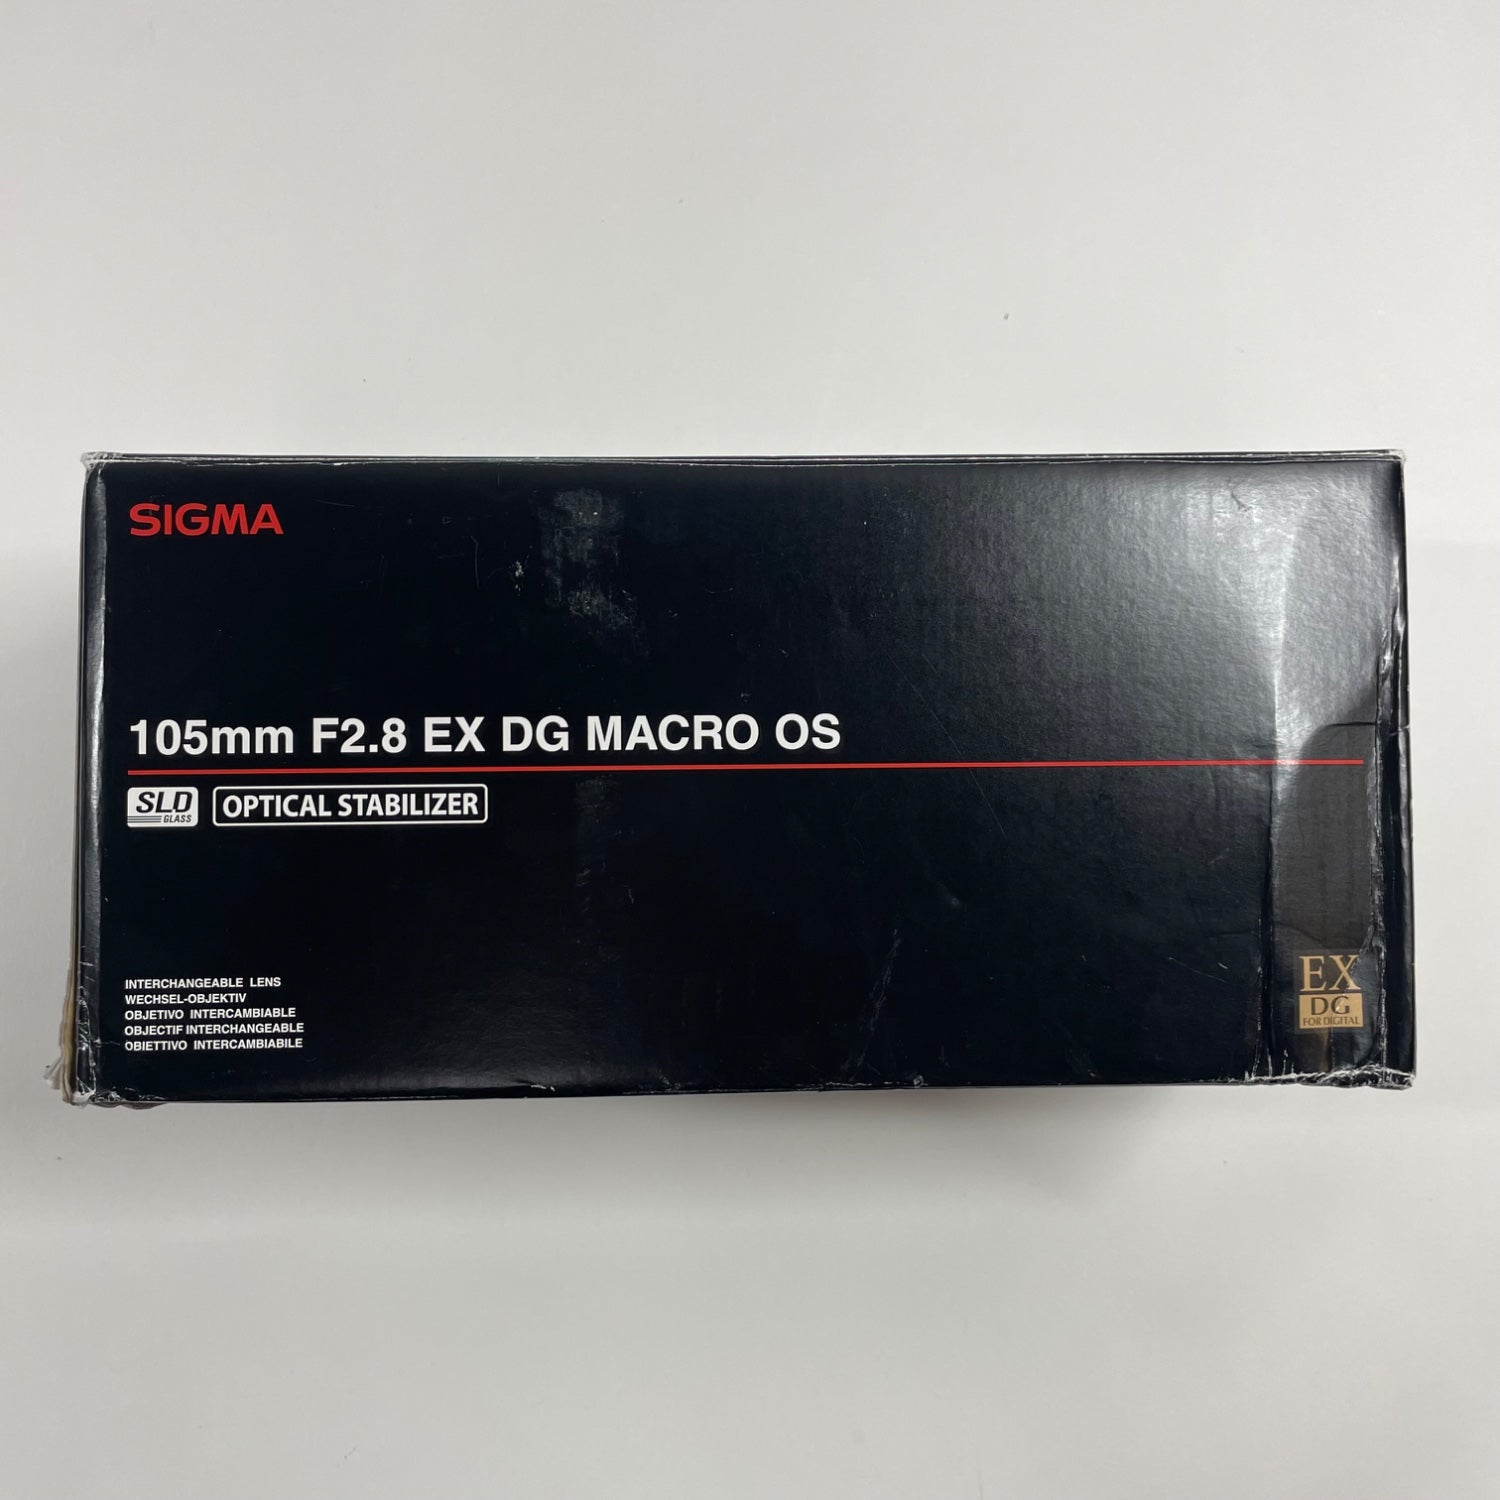 SIGMA
105mm F2.8 EX DG MACRO OS
SLD GLASS
OPTICAL STABILIZER
INTERCHANGEABLE LENS
WECHSEL-OBJEKTIV
OBJETIVO INTERCAMBIABLE
OBJECTIF INTERCHANGEABLE
OBIETTIVO INTERCAMBIABILE
EX
DG
FOR DIGITAL